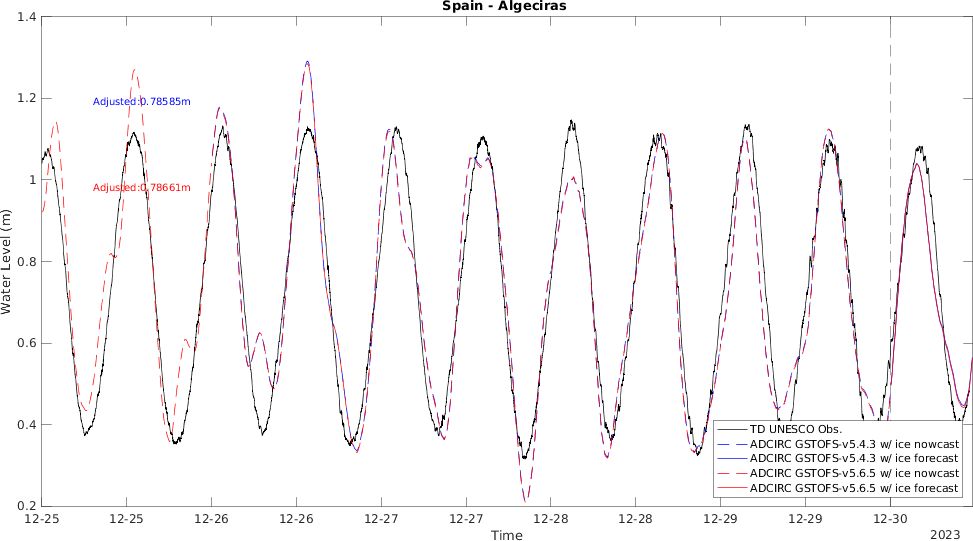 Spain - Algeciras
1.4
1.2
1
0.8
0.6
0.4
0.2
Water Level (m)
Adjusted:0.78585m
Adjusted:0.78661m
TD UNESCO Obs.
ADCIRC GSTOFS-v5.4.3 w/ ice nowcast
ADCIRC GSTOFS-v5.4.3 w/ ice forecast
ADCIRC GSTOFS-v5.6.5 w/ ice nowcast
ADCIRC GSTOFS-v5.6.5 w/ ice forecast
12-25 12-25 12-26 12-26 12-27 12-27 12-28 12-28 12-29 12-29 12-30
Time
2023